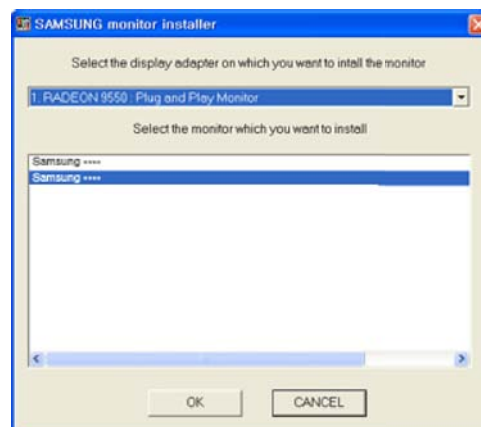 SAMSUNG monitor installer
Select the display adapter on which you want to intall the monitor
1: RADEON 9550 : Plug and Play Monitor
Select the monitor which you want to install
Samsung ****
Samsung ****
OK
CANCEL